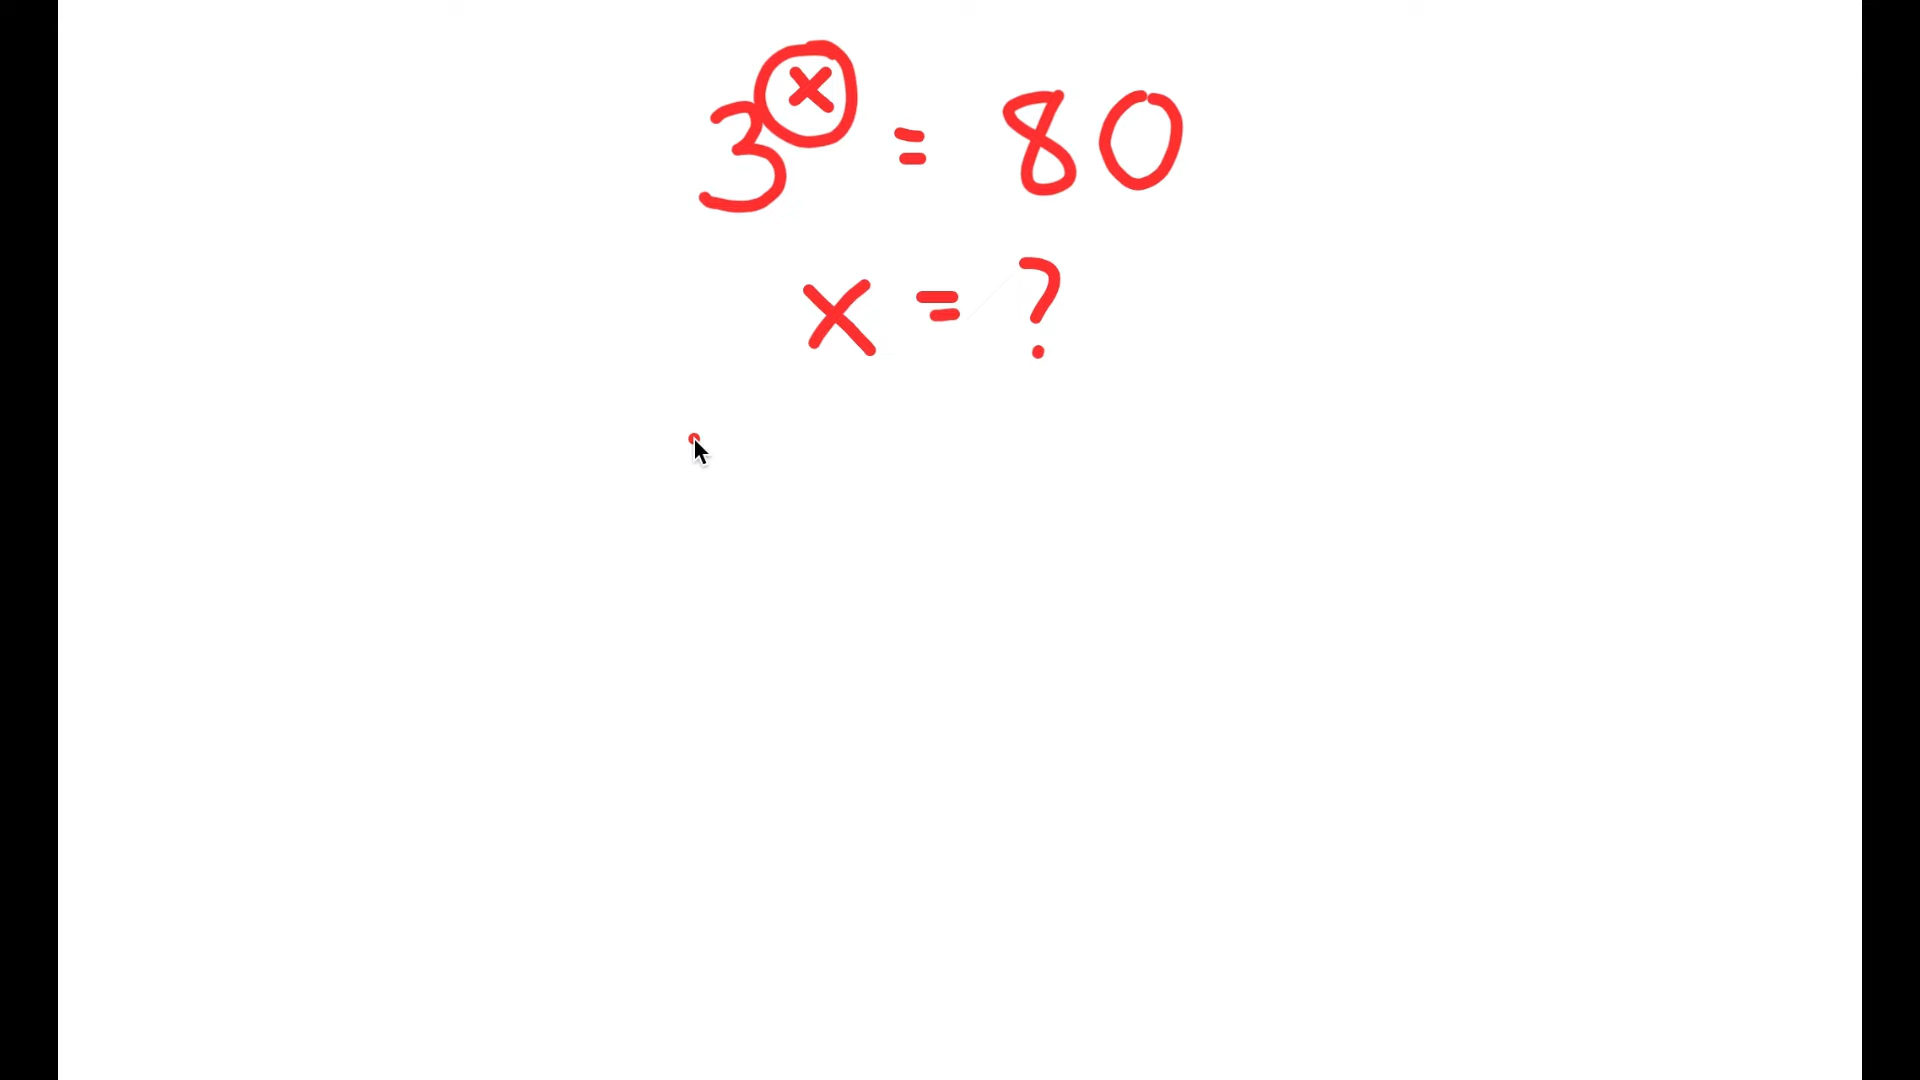 3^x = 80
x = ?